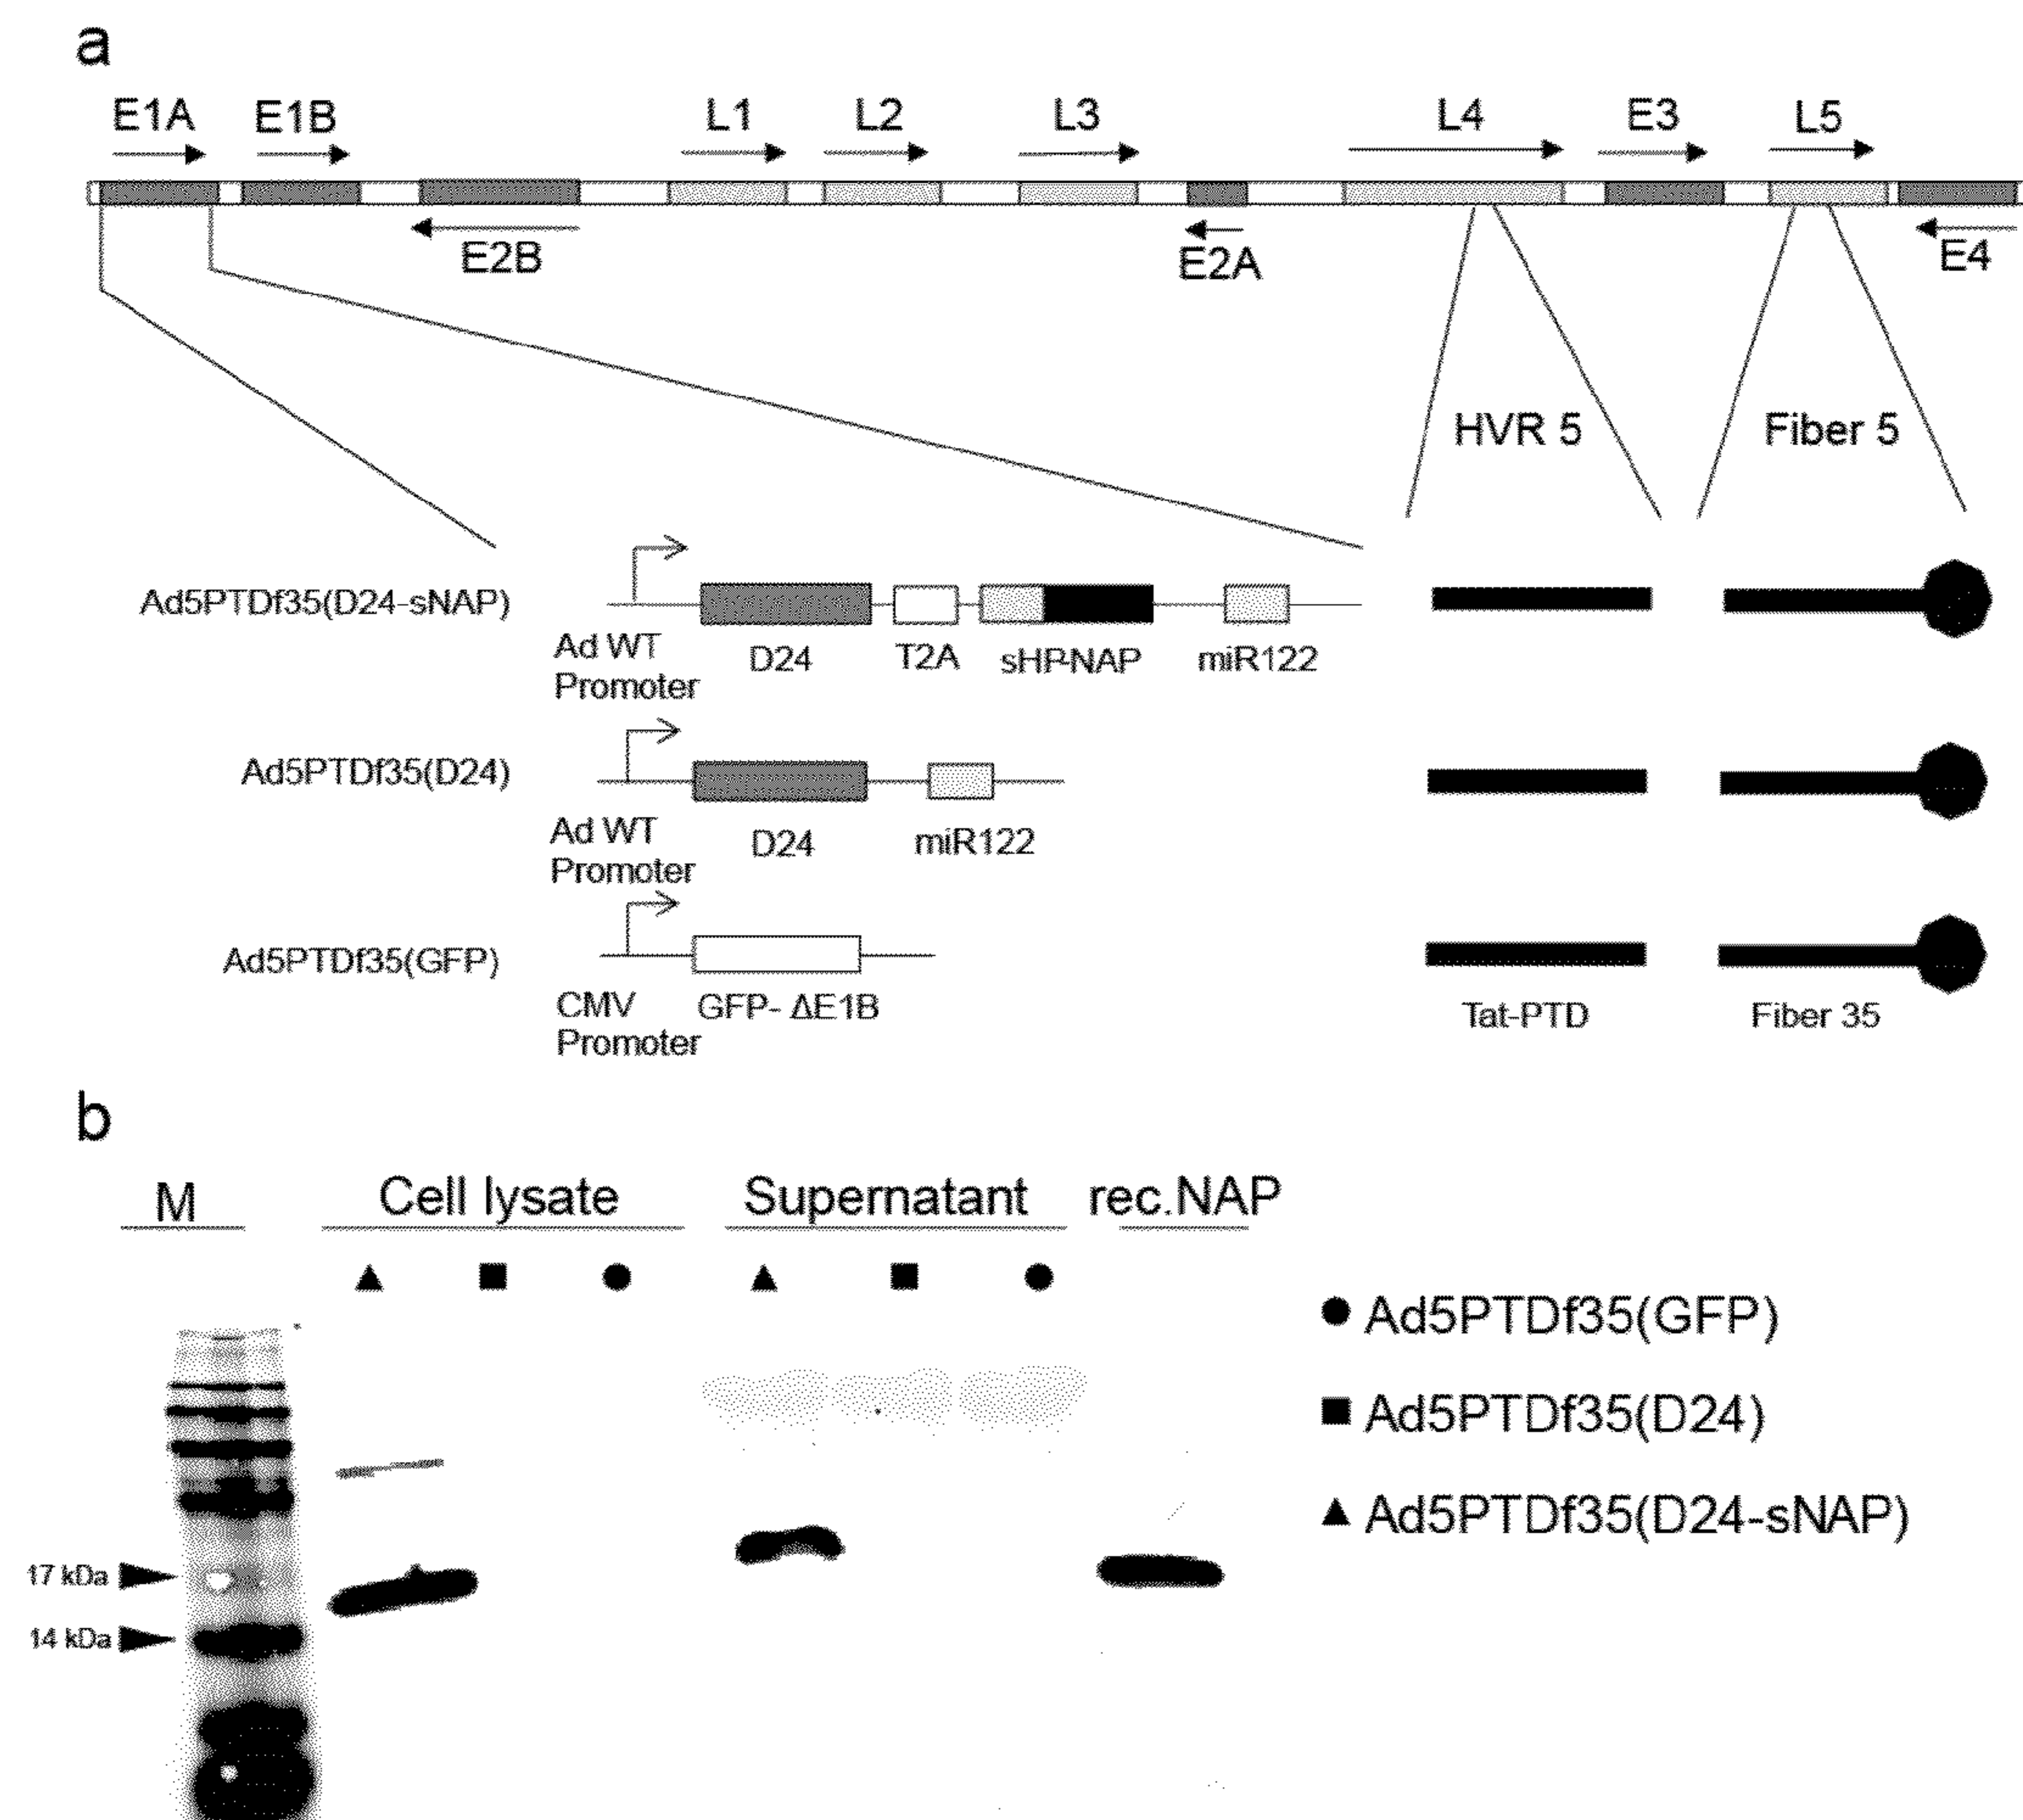 a
E1A E1B L1 L2 L3 L4 E3 L5
E2B E2A E4
HVR 5 Fiber 5
Ad5PTDf35(D24-sNAP)
Ad WT
Promoter
D24 T2A sHP-NAP miR122
Ad5PTDf35(D24)
Ad WT
Promoter
D24 miR122
Ad5PTDf35(GFP)
CMV
Promoter
GFP- ΔE1B
Tat-PTD Fiber 35
b
M Cell lysate Supernatant rec.NAP
Ad5PTDf35(GFP)
Ad5PTDf35(D24)
Ad5PTDf35(D24-sNAP)
17 kDa
14 kDa